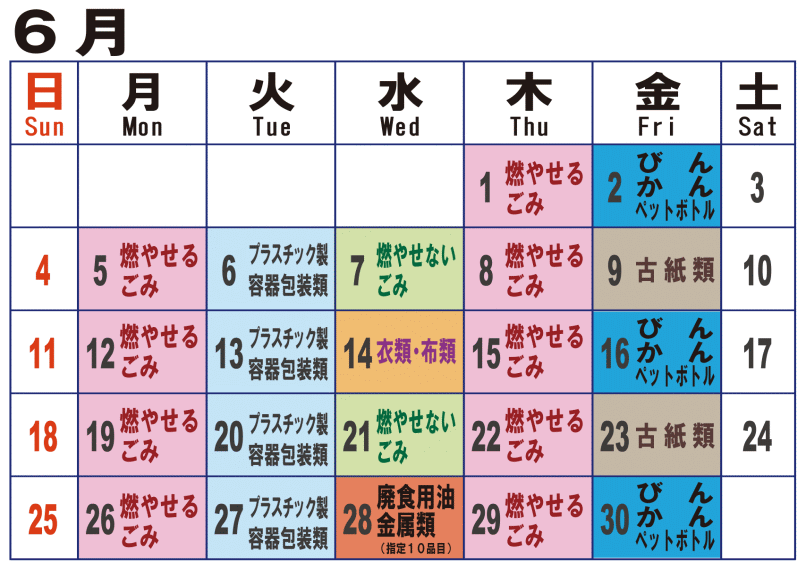 6月
日 月 火 水 木 金 土
Sun Mon Tue Wed Thu Fri Sat
1 燃やせる
ごみ
2 びん
かん
ペットボトル
3
4
5 燃やせる
ごみ
6 プラスチック製
容器包装類
7 燃やせない
ごみ
8 燃やせる
ごみ
9 古紙類
10
11
12 燃やせる
ごみ
13 プラスチック製
容器包装類
14 衣類・布類
15 燃やせる
ごみ
16 びん
かん
ペットボトル
17
18
19 燃やせる
ごみ
20 プラスチック製
容器包装類
21 燃やせない
ごみ
22 燃やせる
ごみ
23 古紙類
24
25
26 燃やせる
ごみ
27 プラスチック製
容器包装類
28 廃食用油
金属類
(指定10品目)
29 燃やせる
ごみ
30 びん
かん
ペットボトル